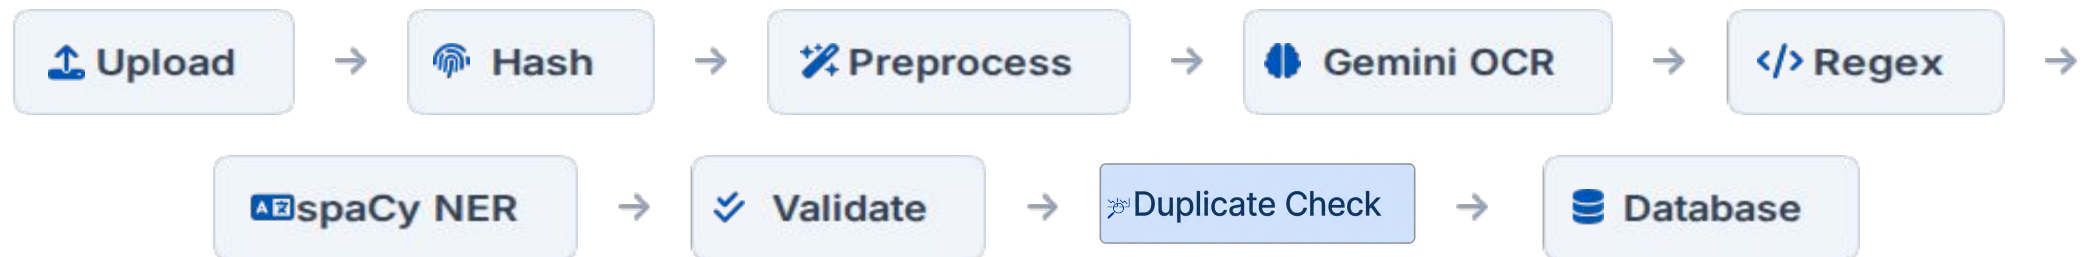 Upload → Hash → Preprocess → Gemini OCR → </> Regex →
spaCy NER → Validate → Duplicate Check → Database